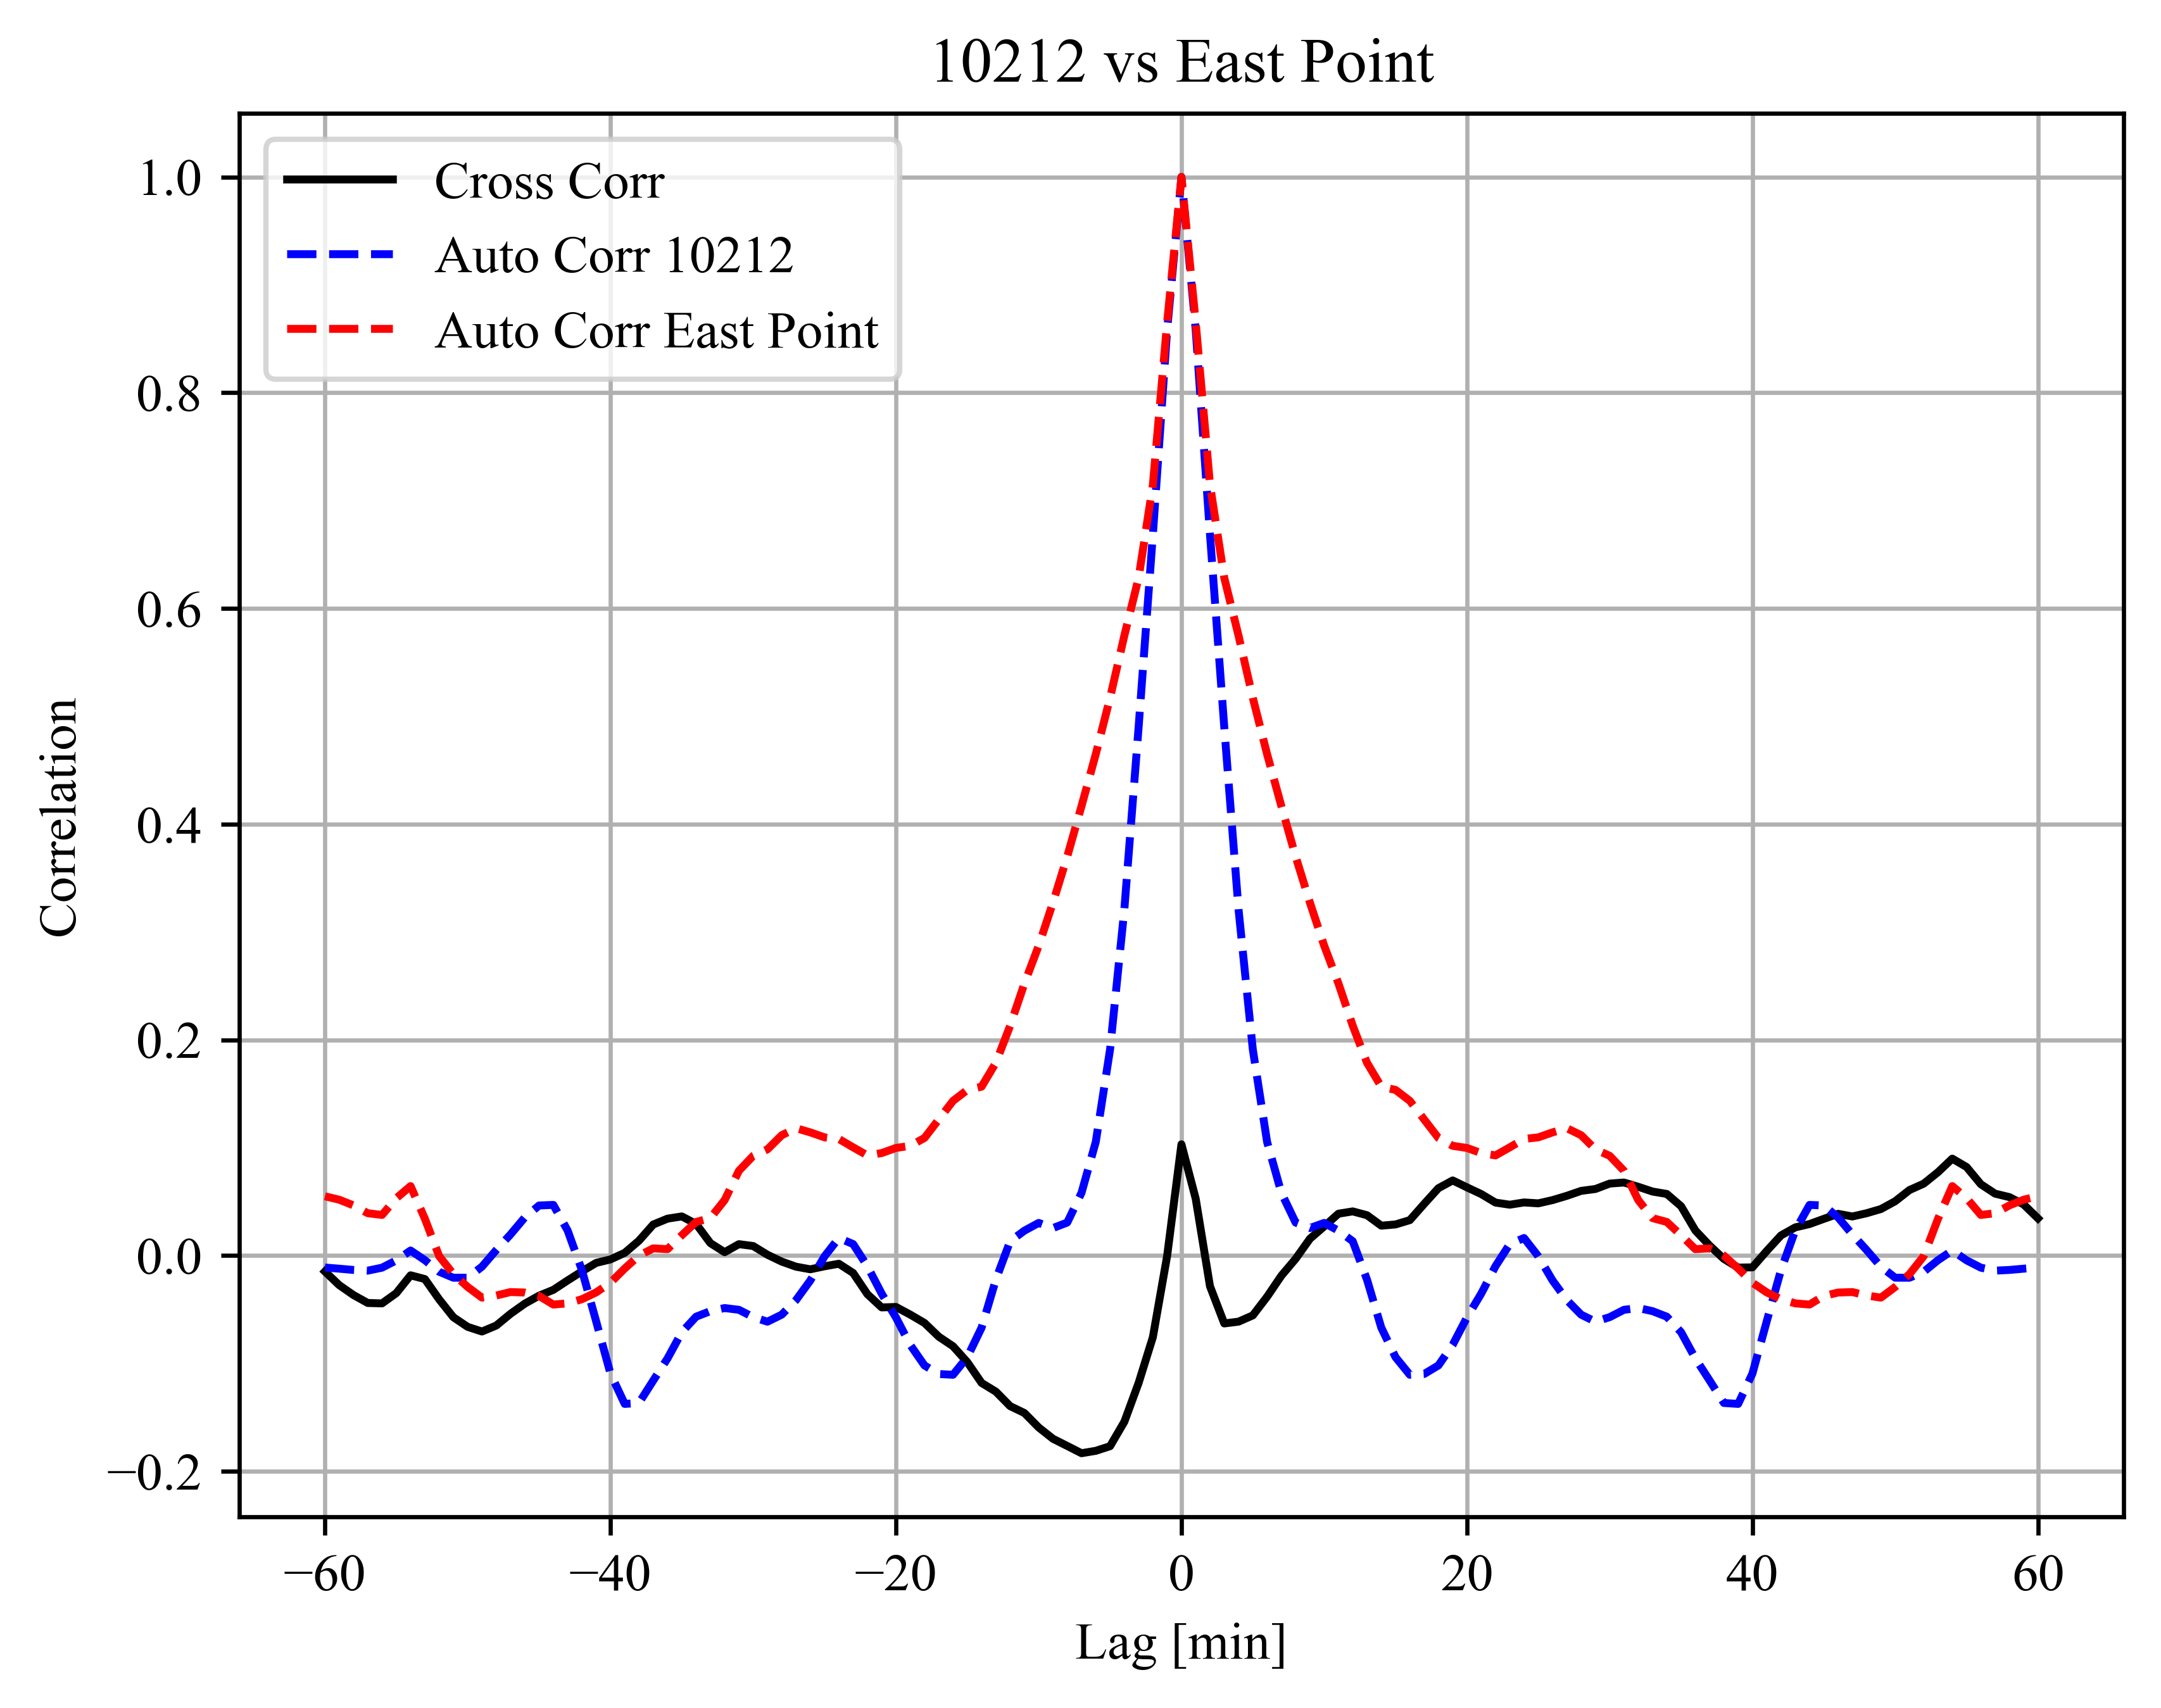 10212 vs East Point
Cross Corr
Auto Corr 10212
Auto Corr East Point
1.0
0.8
0.6
0.4
0.2
0.0
−0.2
Correlation
−60 −40 −20 0 20 40 60
Lag [min]